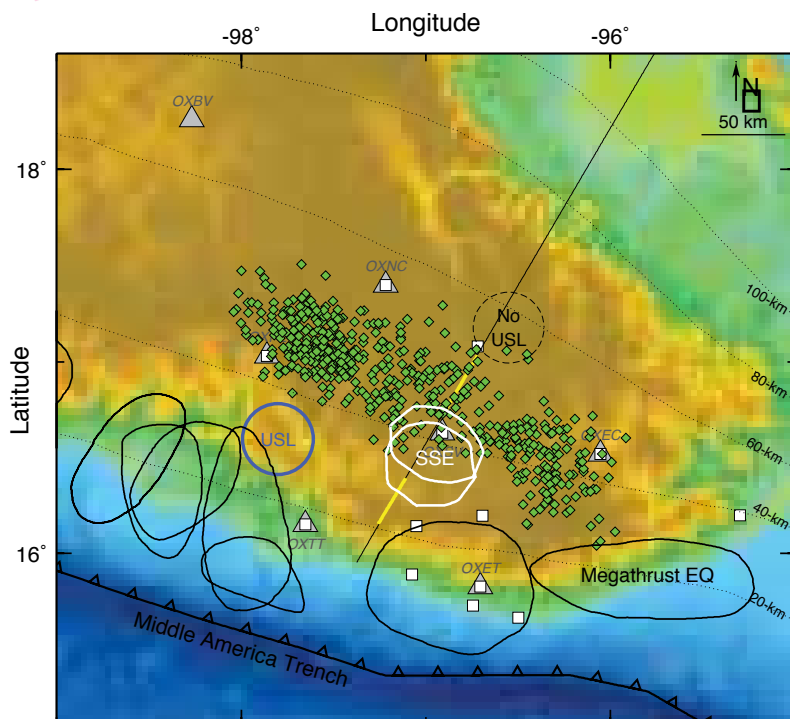 Longitude
-98°
-96°
OXBV
N
50 km
18
OXNC
100-km
No
USL
80-km
Latitude
USL
SSE
OXEC
60-km
40-km
OXTT
16
OXET
Megathrust EQ
20-km
Middle America Trench